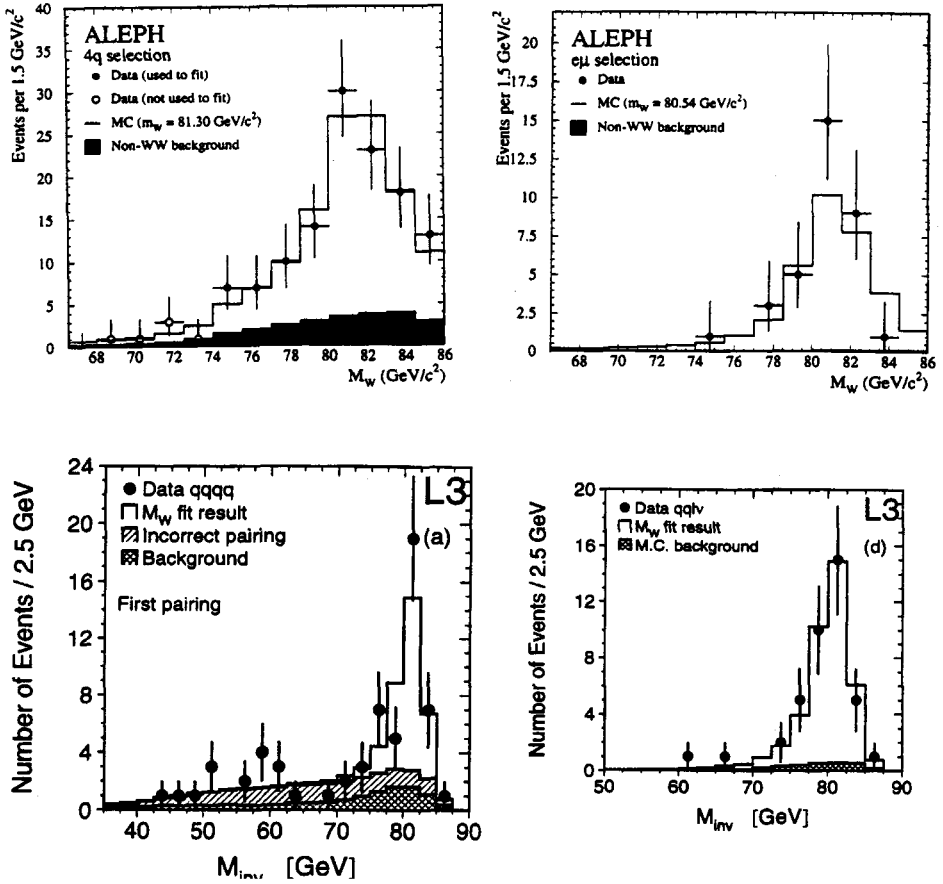 ALEPH
4q selection
Data (used to fit)
Data (not used to fit)
MC (m_w = 81.30 GeV/c²)
Non-WW background
Events per 1.5 GeV/c²
40
35
30
25
20
15
10
5
0
68 70 72 74 76 78 80 82 84 86
M_W (GeV/c²)
ALEPH
eμ selection
Data
MC (m_w = 80.54 GeV/c²)
Non-WW background
Events per 1.5 GeV/c²
20
17.5
15
12.5
10
7.5
5
2.5
0
68 70 72 74 76 78 80 82 84 86
M_W (GeV/c²)
L3
(a)
Data qqqq
M_W fit result
Incorrect pairing
Background
First pairing
Number of Events / 2.5 GeV
24
20
16
12
8
4
0
40 50 60 70 80 90
M_inv [GeV]
L3
(d)
Data qqlν
M_W fit result
M.C. background
Number of Events / 2.5 GeV
20
16
12
8
4
0
50 60 70 80 90
M_inv [GeV]